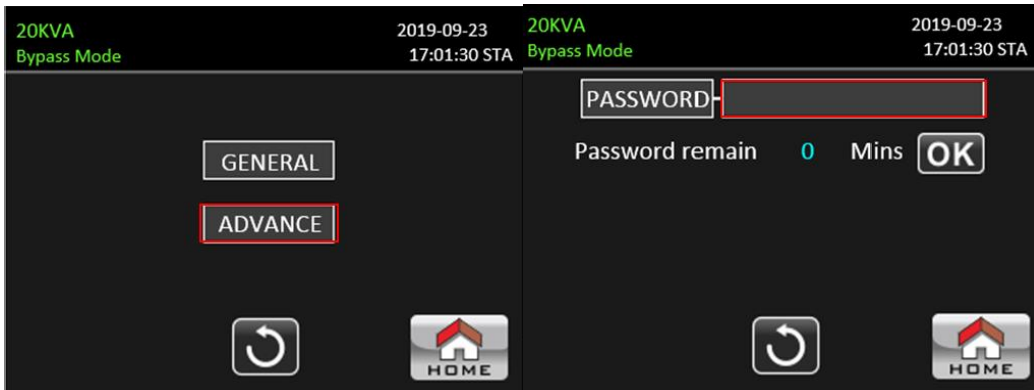 20KVA
2019-09-23
Bypass Mode
17:01:30 STA
GENERAL
ADVANCE
HOME
20KVA
2019-09-23
Bypass Mode
17:01:30 STA
PASSWORD
Password remain 0 Mins OK
HOME